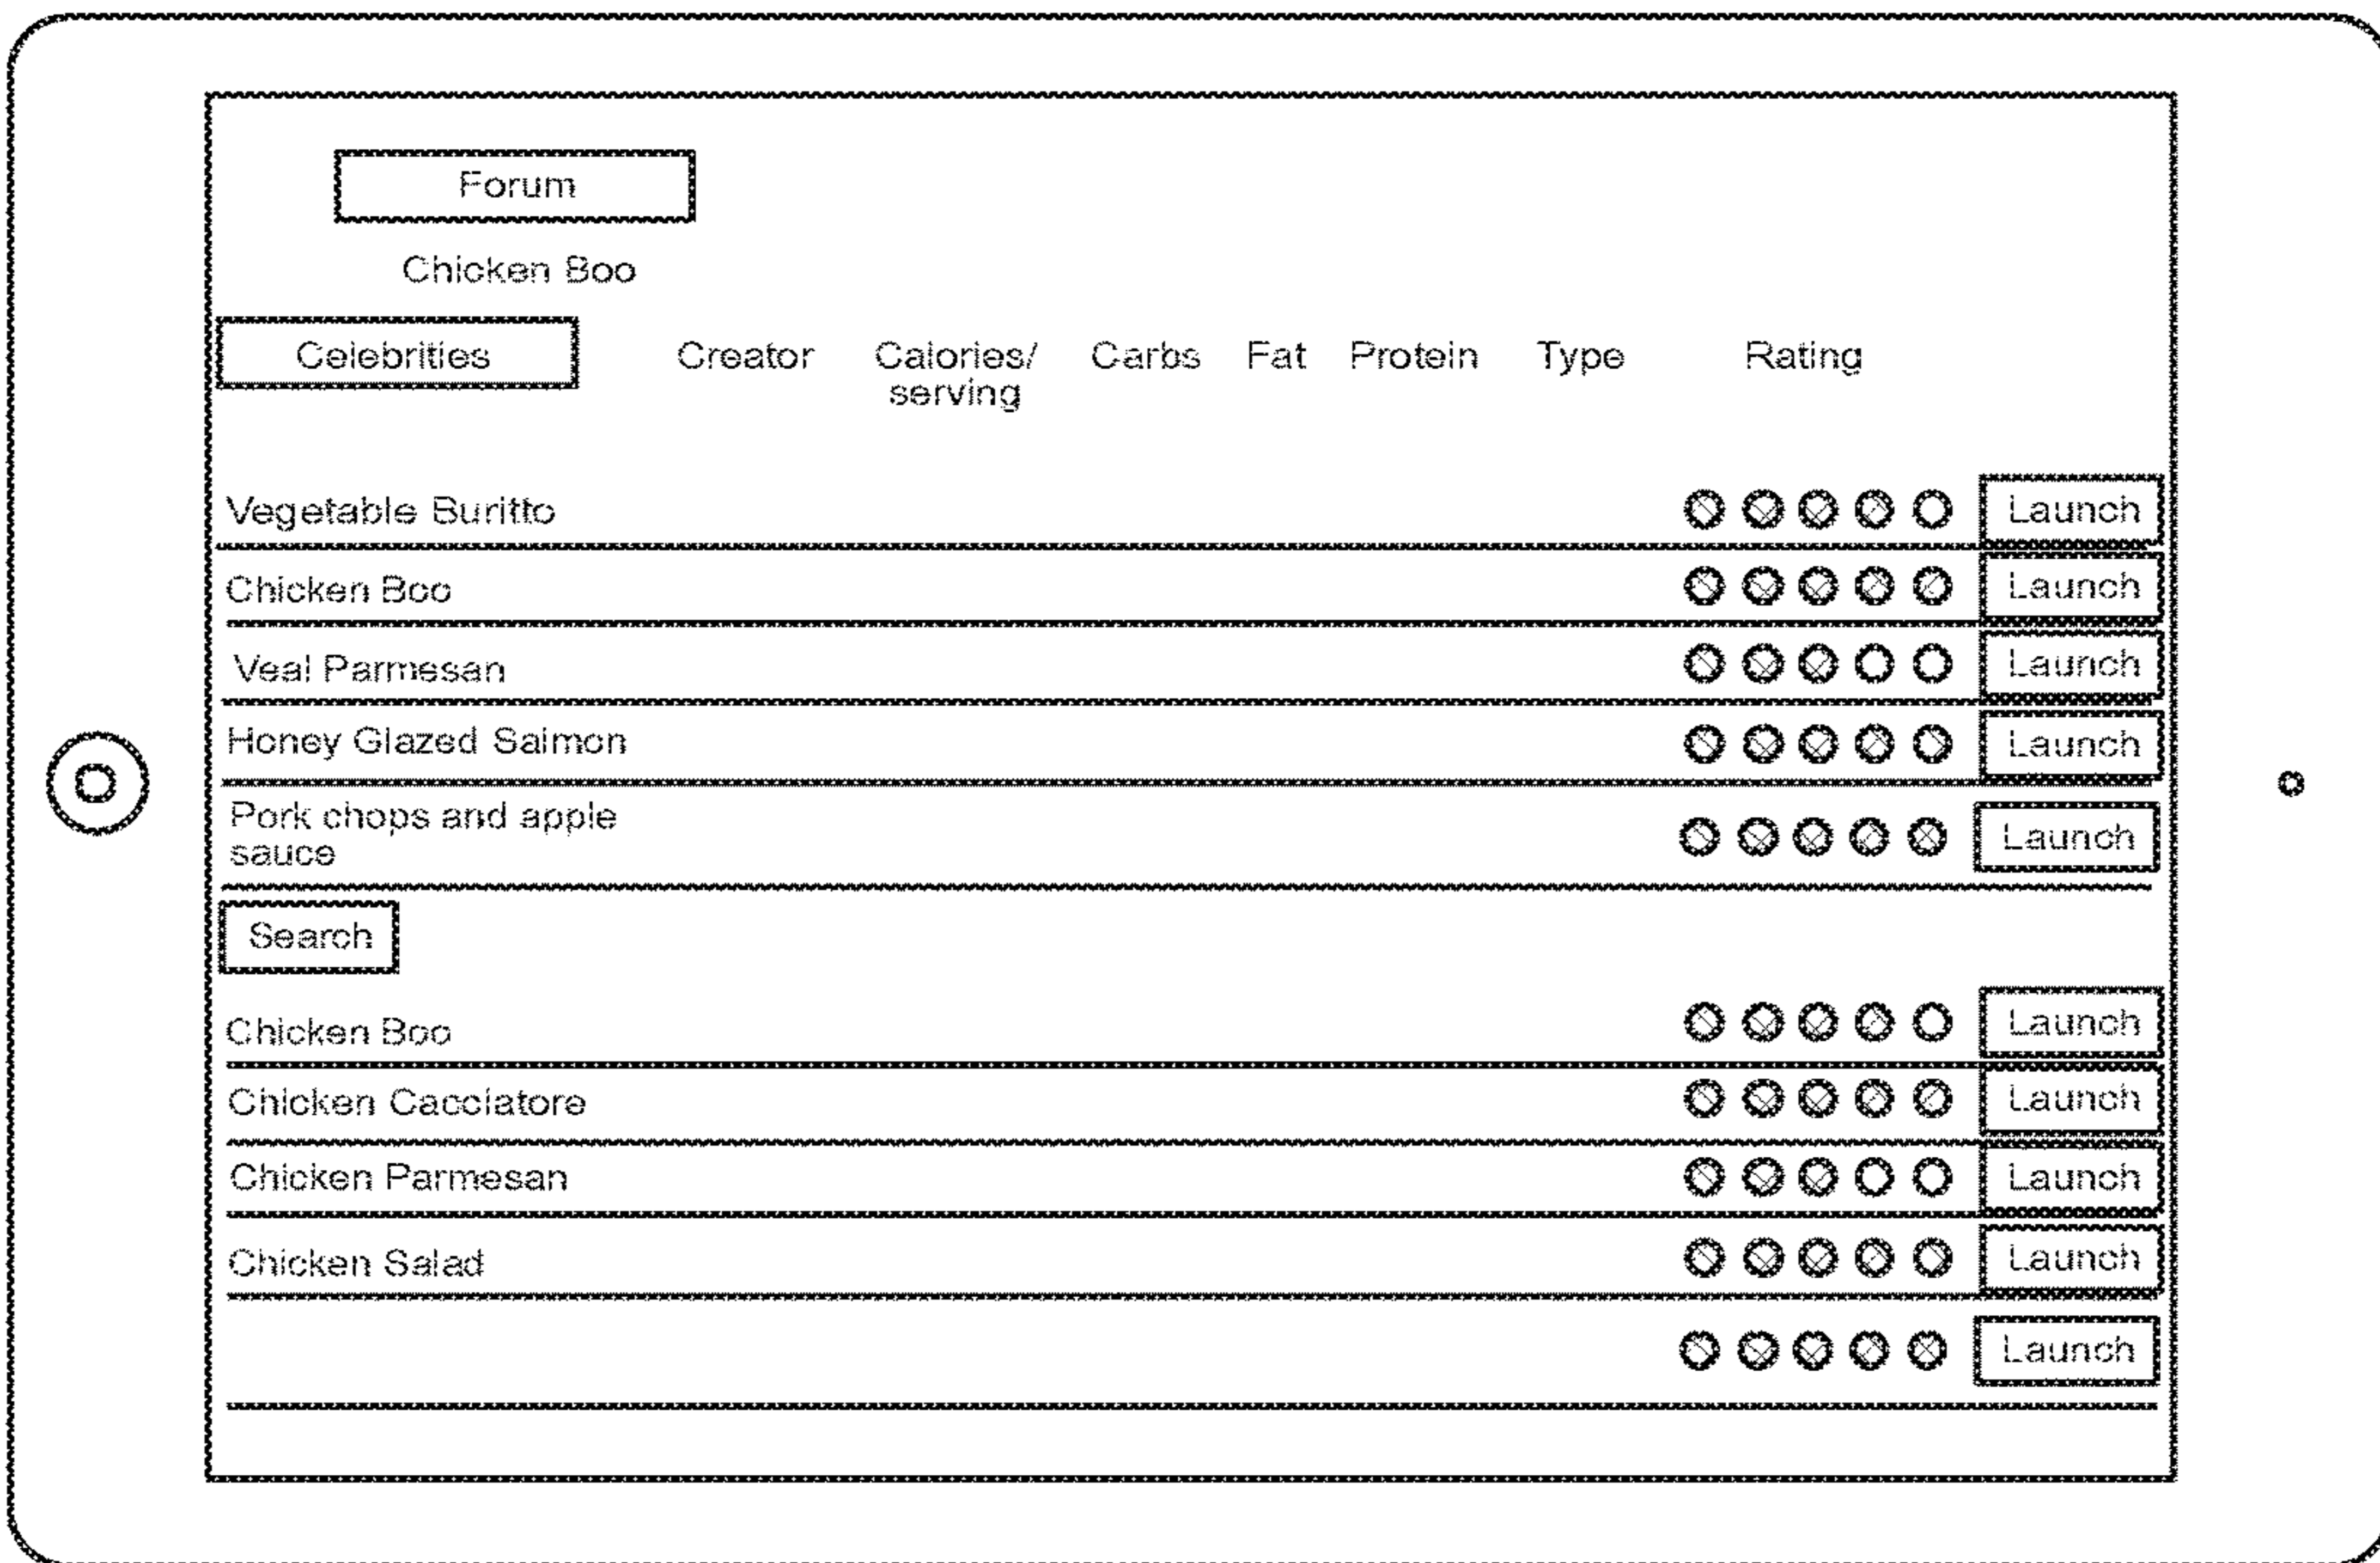 Forum
Chicken Boo
Celebrities Creator Calories/ Carbs Fat Protein Type Rating
serving
Vegetable Buritto Launch
Chicken Boo Launch
Veal Parmesan Launch
Honey Glazed Salmon Launch
Pork chops and apple
sauce Launch
Search
Chicken Boo Launch
Chicken Cacciatore Launch
Chicken Parmesan Launch
Chicken Salad Launch
Launch